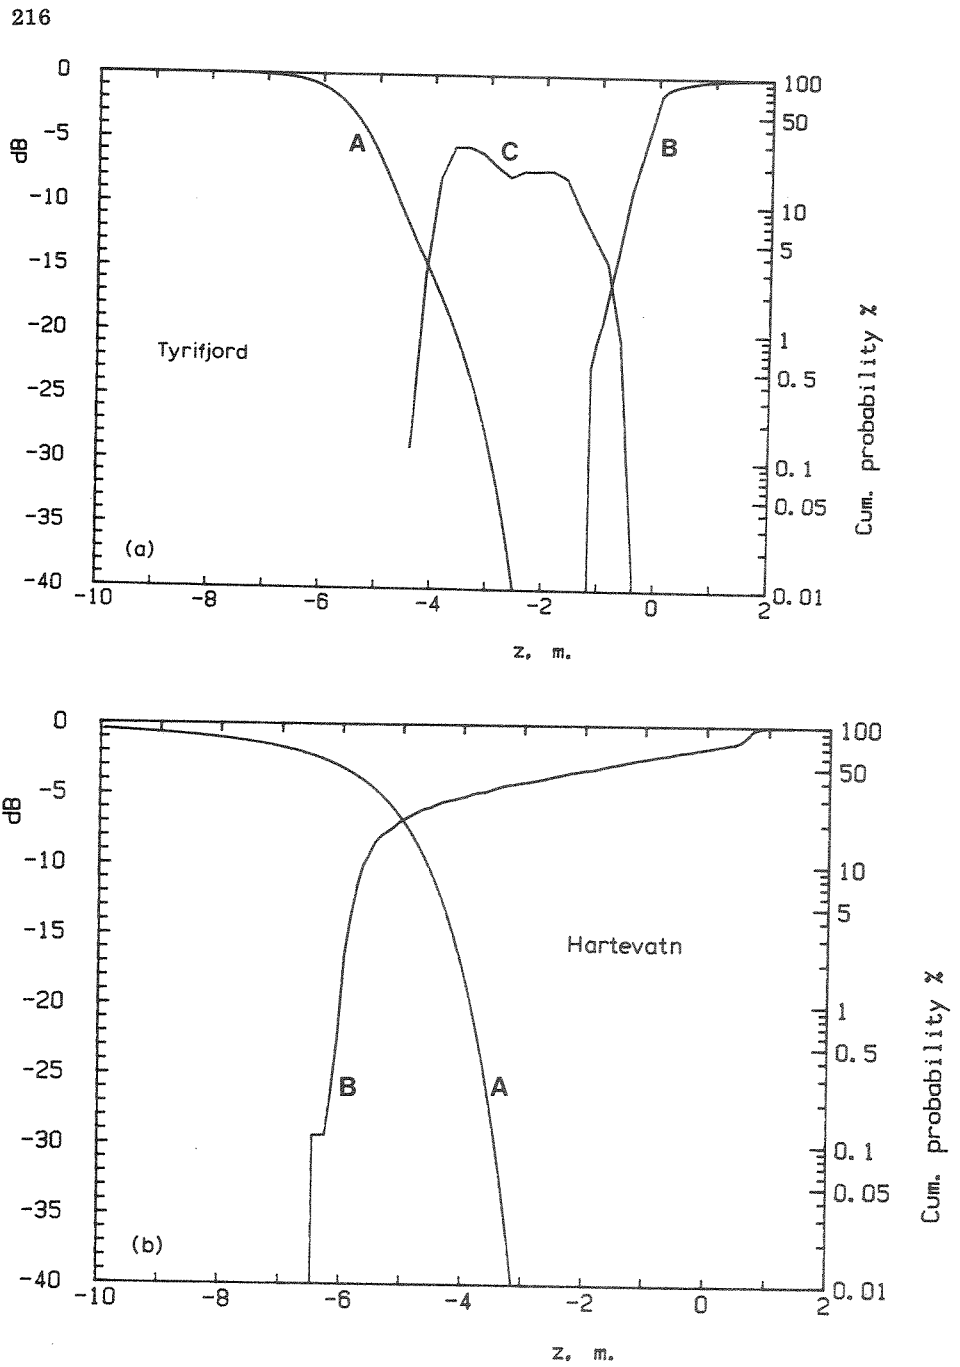 216
0
-5
-10
-15
-20
-25
-30
-35
-40
dB
A
C
B
100
50
10
5
1
0.5
0.1
0.05
0.01
Cum. probability %
Tyrifjord
(a)
-10 -8 -6 -4 -2 0 2
z, m.
0
-5
-10
-15
-20
-25
-30
-35
-40
dB
B
A
100
50
10
5
1
0.5
0.1
0.05
0.01
Cum. probability %
Hartevatn
(b)
-10 -8 -6 -4 -2 0 2
z, m.